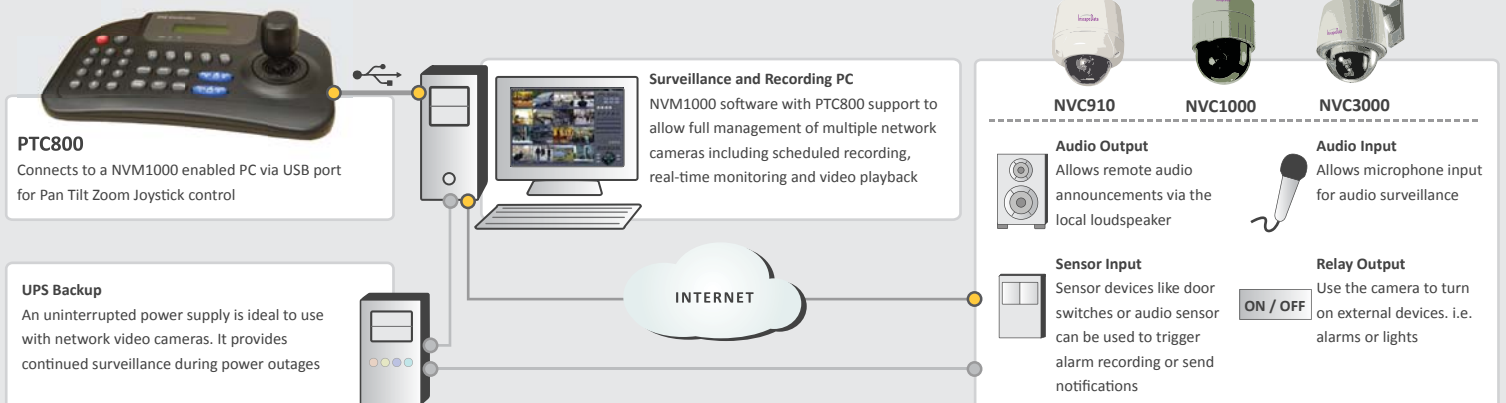 PTC800
Connects to a NVM1000 enabled PC via USB port
for Pan Tilt Zoom Joystick control
Surveillance and Recording PC
NVM1000 software with PTC800 support to
allow full management of multiple network
cameras including scheduled recording,
real-time monitoring and video playback
UPS Backup
An uninterrupted power supply is ideal to use
with network video cameras. It provides
continued surveillance during power outages
INTERNET
NVC910
NVC1000
NVC3000
Audio Output
Allows remote audio
announcements via the
local loudspeaker
Audio Input
Allows microphone input
for audio surveillance
Sensor Input
Sensor devices like door
switches or audio sensor
can be used to trigger
alarm recording or send
notifications
ON / OFF
Relay Output
Use the camera to turn
on external devices. i.e.
alarms or lights